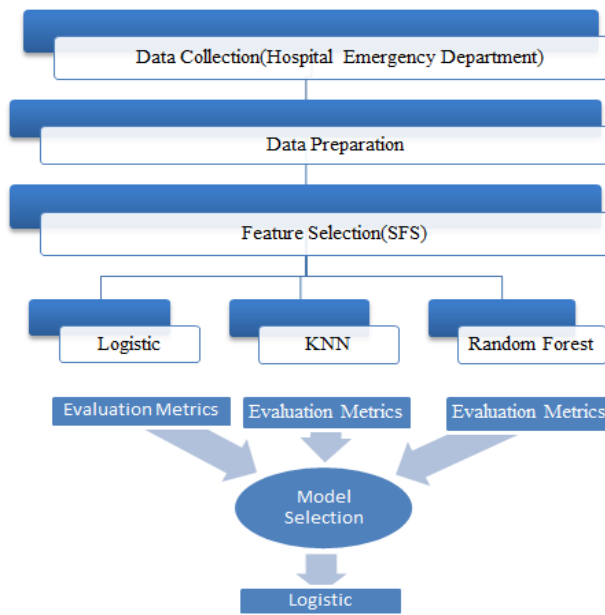 Data Collection(Hospital Emergency Department)
Data Preparation
Feature Selection(SFS)
Logistic
KNN
Random Forest
Evaluation Metrics
Evaluation Metrics
Evaluation Metrics
Model
Selection
Logistic